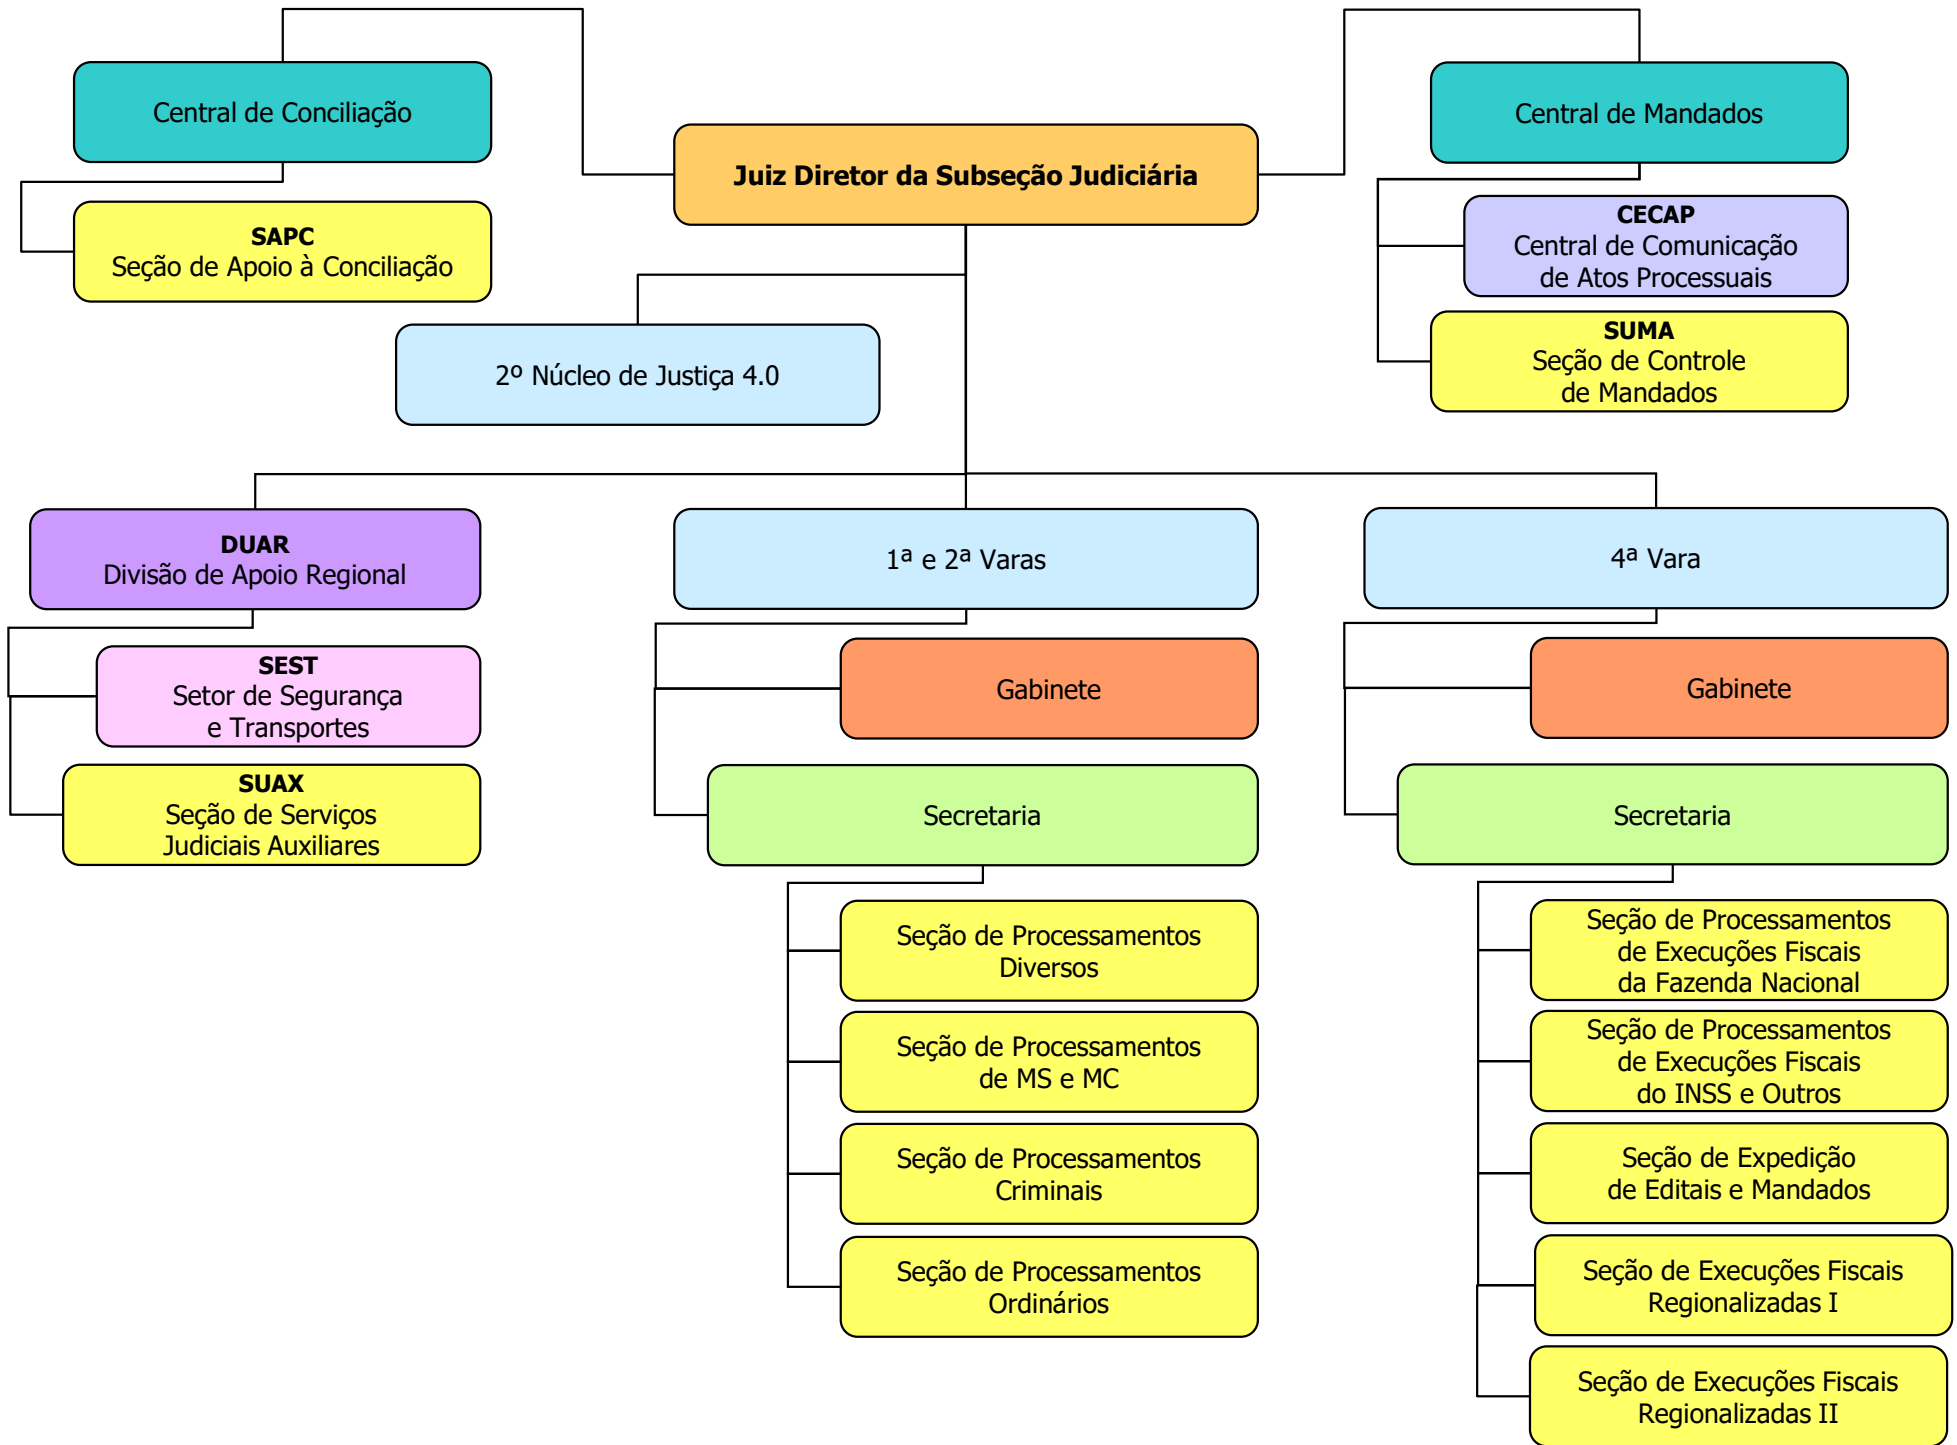 Central de Conciliação
Central de Mandados
Juiz Diretor da Subseção Judiciária
SAPC
Seção de Apoio à Conciliação
CECAP
Central de Comunicação
de Atos Processuais
2º Núcleo de Justiça 4.0
SUMA
Seção de Controle
de Mandados
DUAR
Divisão de Apoio Regional
SEST
Setor de Segurança
e Transportes
SUAX
Seção de Serviços
Judiciais Auxiliares
1ª e 2ª Varas
Gabinete
Secretaria
Seção de Processamentos
Diversos
Seção de Processamentos
de MS e MC
Seção de Processamentos
Criminais
Seção de Processamentos
Ordinários
4ª Vara
Gabinete
Secretaria
Seção de Processamentos
de Execuções Fiscais
da Fazenda Nacional
Seção de Processamentos
de Execuções Fiscais
do INSS e Outros
Seção de Expedição
de Editais e Mandados
Seção de Execuções Fiscais
Regionalizadas I
Seção de Execuções Fiscais
Regionalizadas II